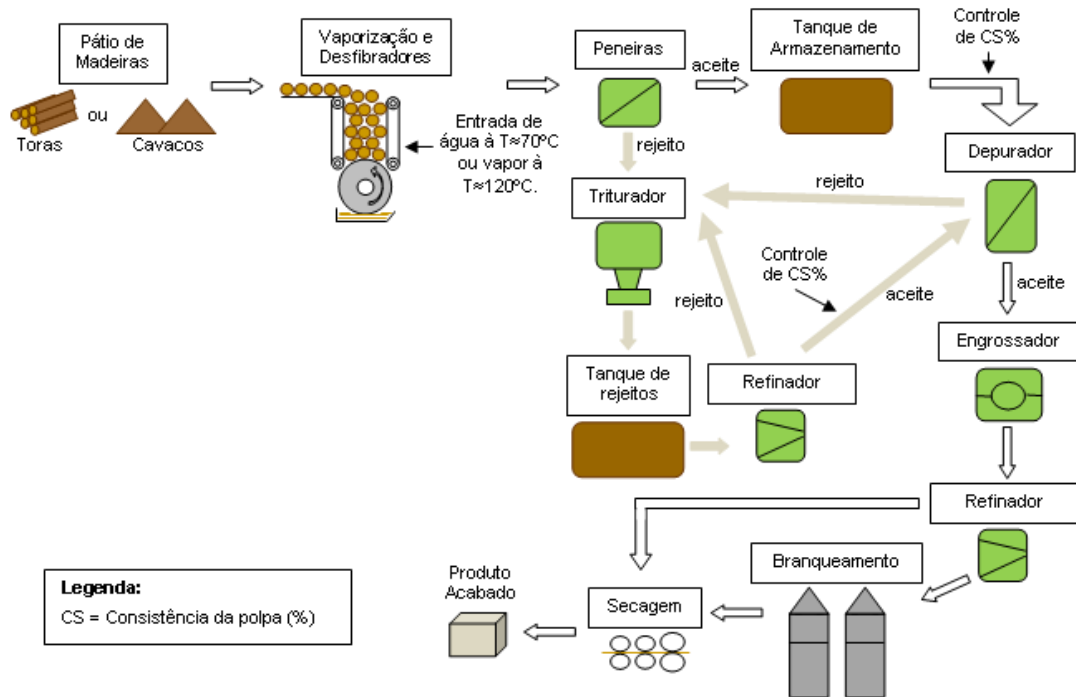 Pátio de
Madeiras
ou
Toras
Cavacos
Vaporização e
Desfibradores
Entrada de
água à T≈70ºC
ou vapor à
T≈120ºC.
Peneiras
aceite
rejeito
Tanque de
Armazenamento
Controle
de CS%
Depurador
rejeito
Triturador
Controle
de CS%
rejeito
aceite
aceite
Engrossador
Tanque de
rejeitos
Refinador
Refinador
Branqueamento
Secagem
Produto
Acabado
Legenda:
CS = Consistência da polpa (%)